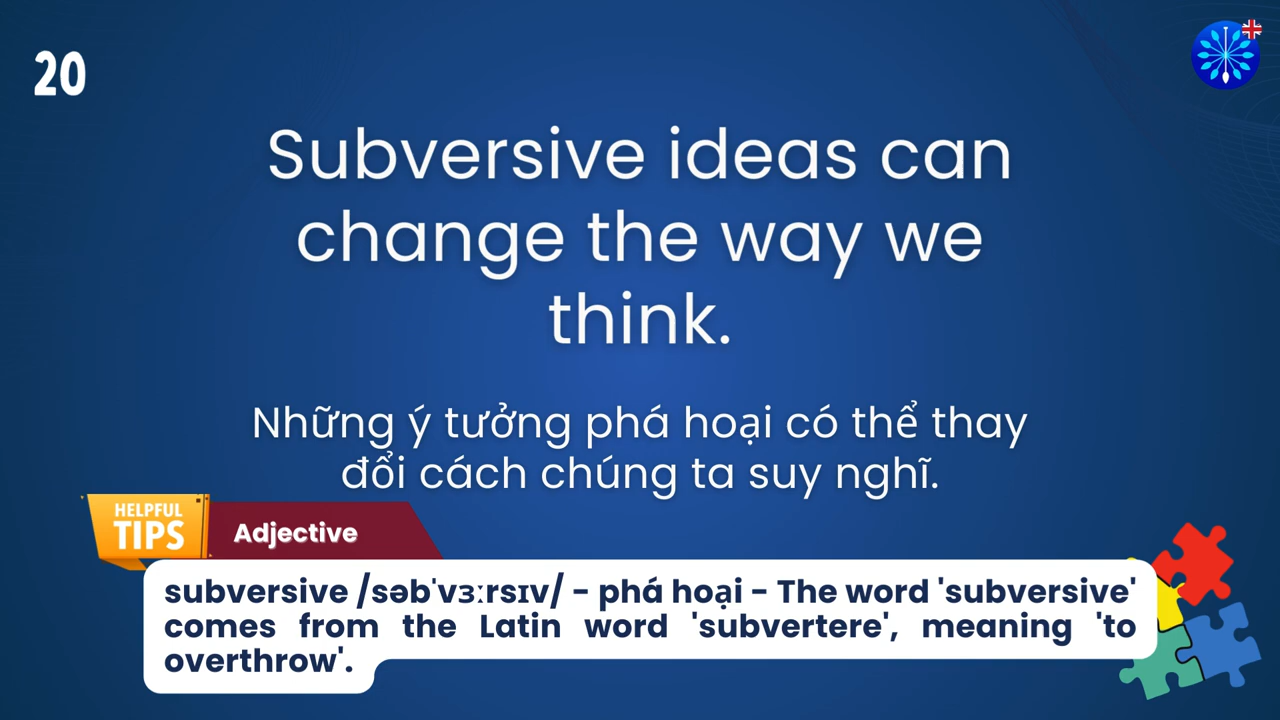 20
Subversive ideas can
change the way we
think.
Những ý tưởng phá hoại có thể thay
đổi cách chúng ta suy nghĩ.
HELPFUL
TIPS
Adjective
subversive /səbˈvɜːrsɪv/ - phá hoại - The word 'subversive'
comes from the Latin word 'subvertere', meaning 'to
overthrow'.